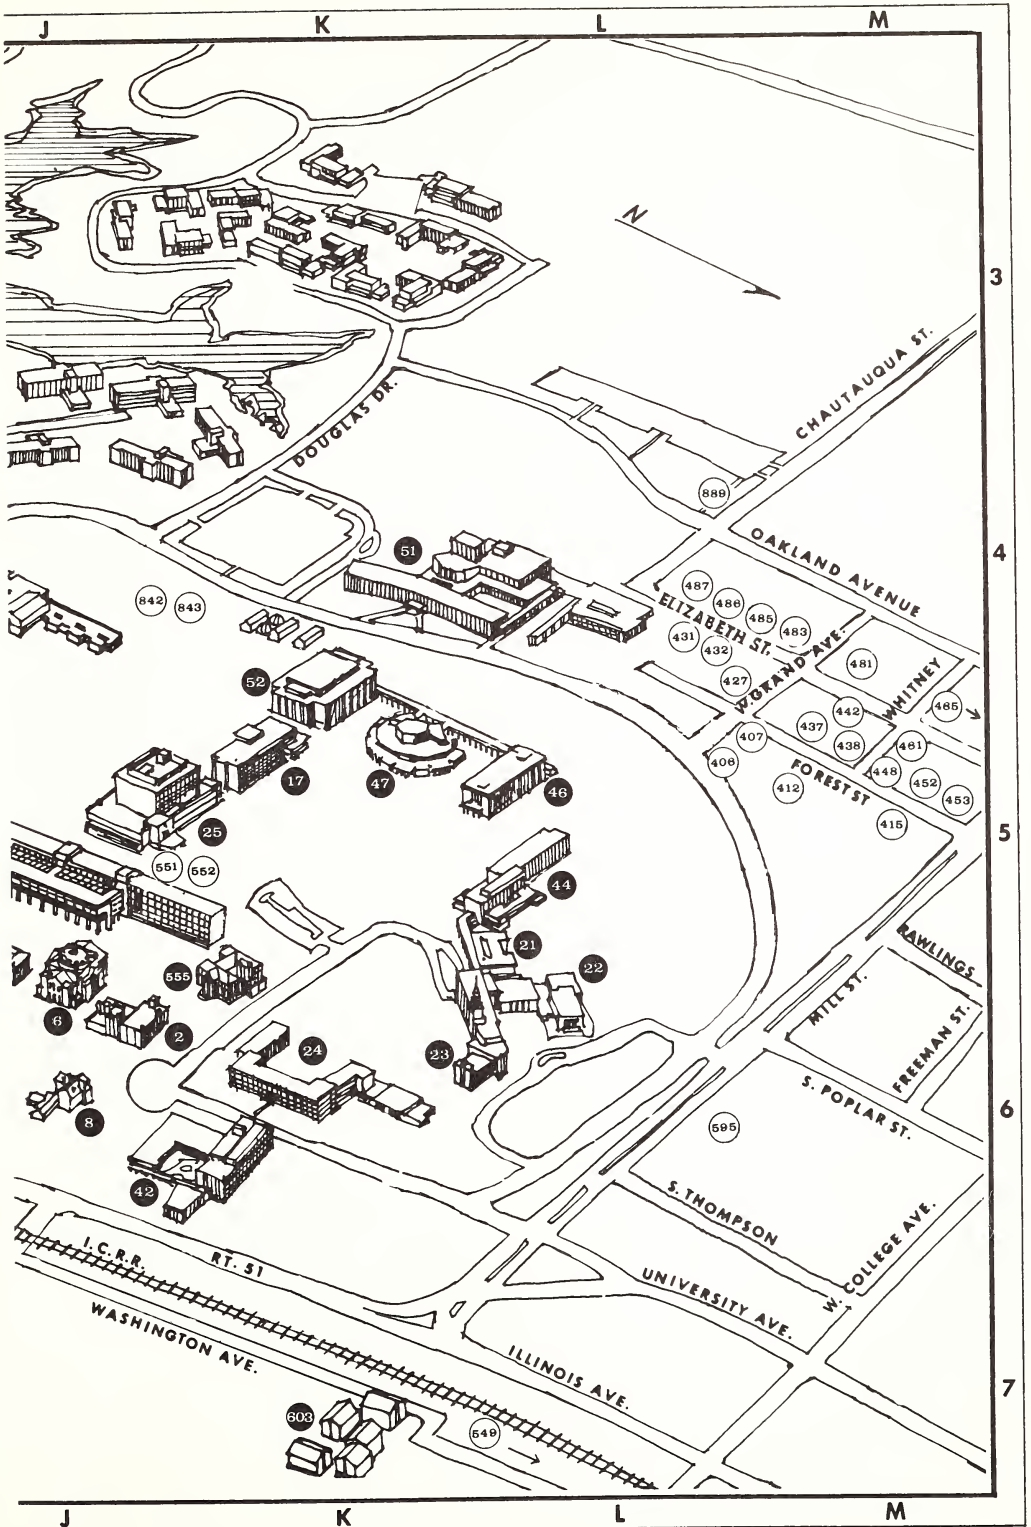 J K L M
N
3
CHAUTAUQUA ST.
DOUGLAS DR.
889
4
51
OAKLAND AVENUE
842
843
487
486
485
483
ELIZABETH ST.
431
432
W. GRAND AVE.
481
427
WHITNEY
465
52
442
437
438
461
407
406
47
17
46
FOREST ST
448
452
453
412
415
25
5
551
552
44
RAWLINGS
21
22
555
6
2
MILL ST.
FREEMAN ST.
24
23
S. POPLAR ST.
6
8
595
42
S. THOMPSON
W. COLLEGE AVE.
I.C.R.R.
RT. 51
UNIVERSITY AVE.
WASHINGTON AVE.
ILLINOIS AVE.
7
603
549
J K L M